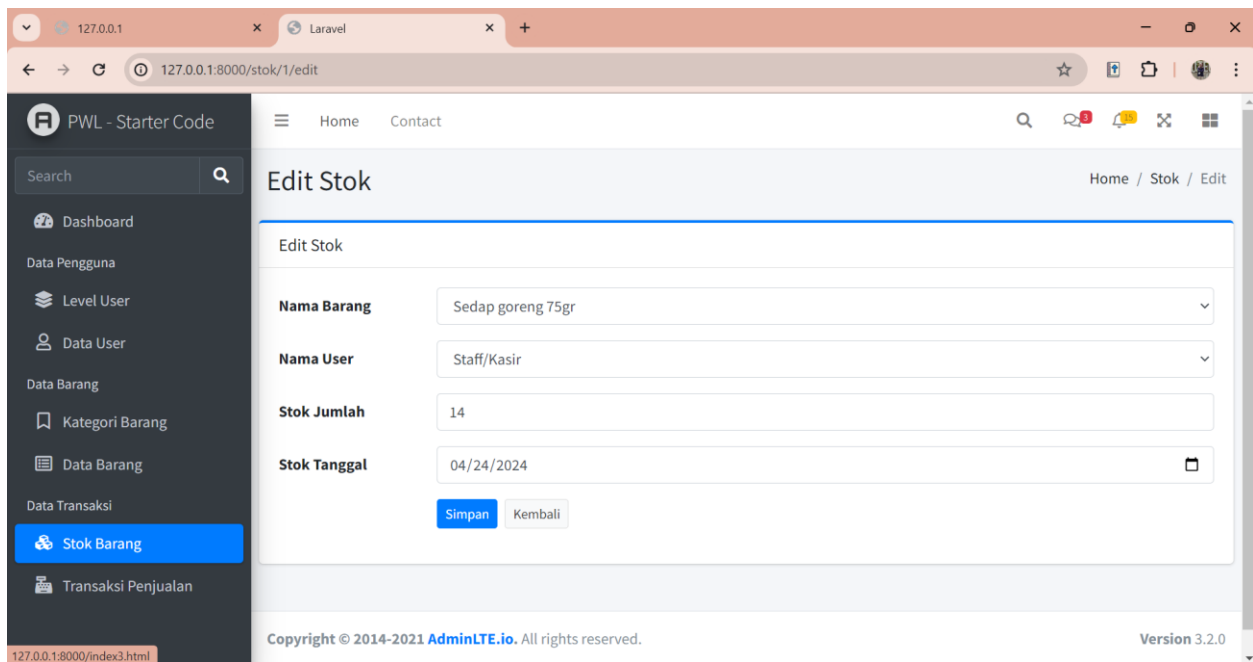 127.0.0.1
Laravel
127.0.0.1:8000/stok/1/edit
PWL - Starter Code
Home Contact
3
15
Search
Edit Stok
Home / Stok / Edit
Dashboard
Edit Stok
Data Pengguna
Level User
Nama Barang Sedap goreng 75gr
Data User
Nama User Staff/Kasir
Data Barang
Kategori Barang
Stok Jumlah 14
Data Barang
Stok Tanggal 04/24/2024
Data Transaksi
Simpan Kembali
Stok Barang
Transaksi Penjualan
Copyright © 2014-2021 AdminLTE.io. All rights reserved. Version 3.2.0
127.0.0.1:8000/index3.html